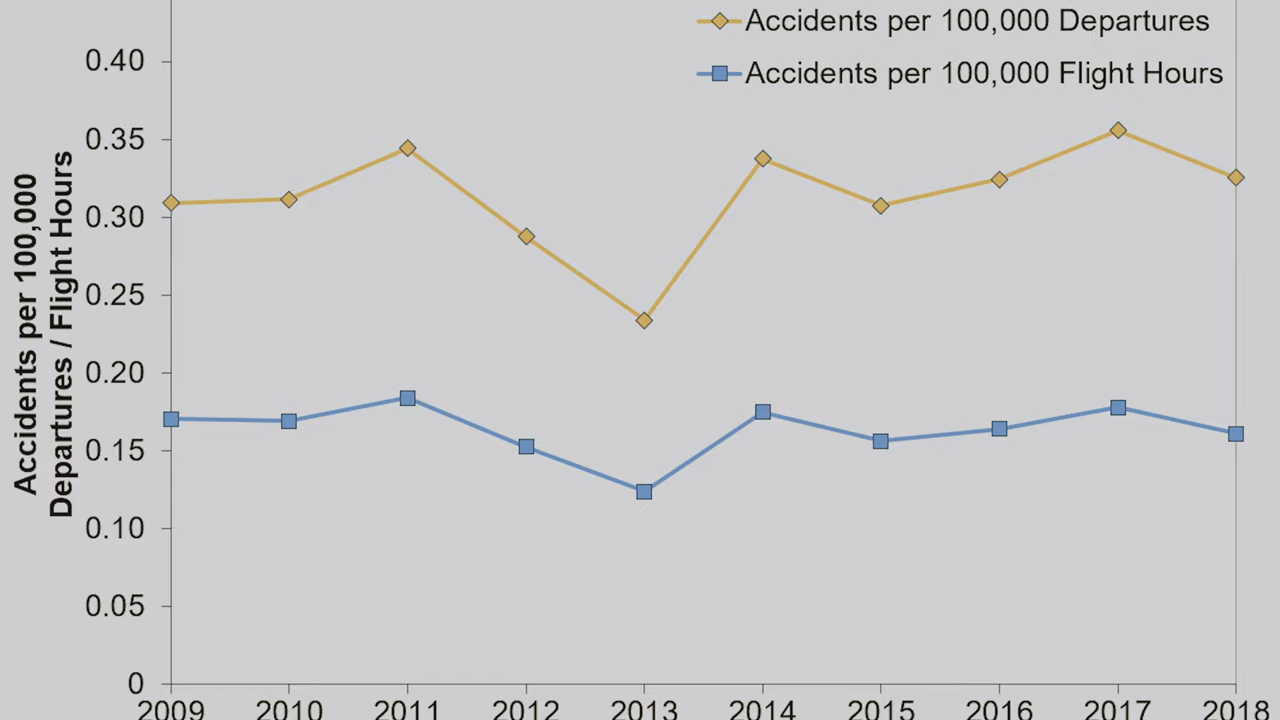 Accidents per 100,000 Departures
Accidents per 100,000 Flight Hours
Accidents per 100,000
Departures / Flight Hours
0.40
0.35
0.30
0.25
0.20
0.15
0.10
0.05
0
2009 2010 2011 2012 2013 2014 2015 2016 2017 2018